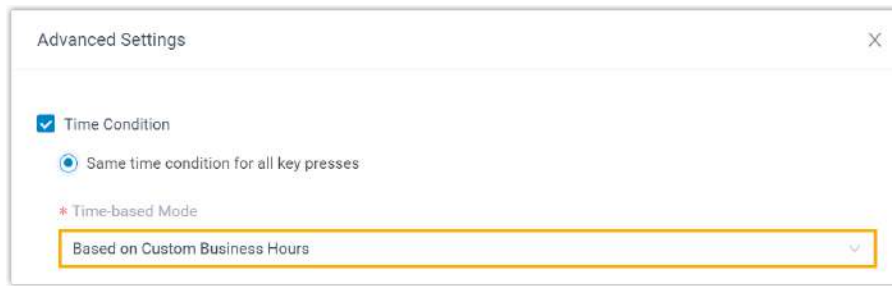 Advanced Settings
Time Condition
Same time condition for all key presses
* Time-based Mode
Based on Custom Business Hours